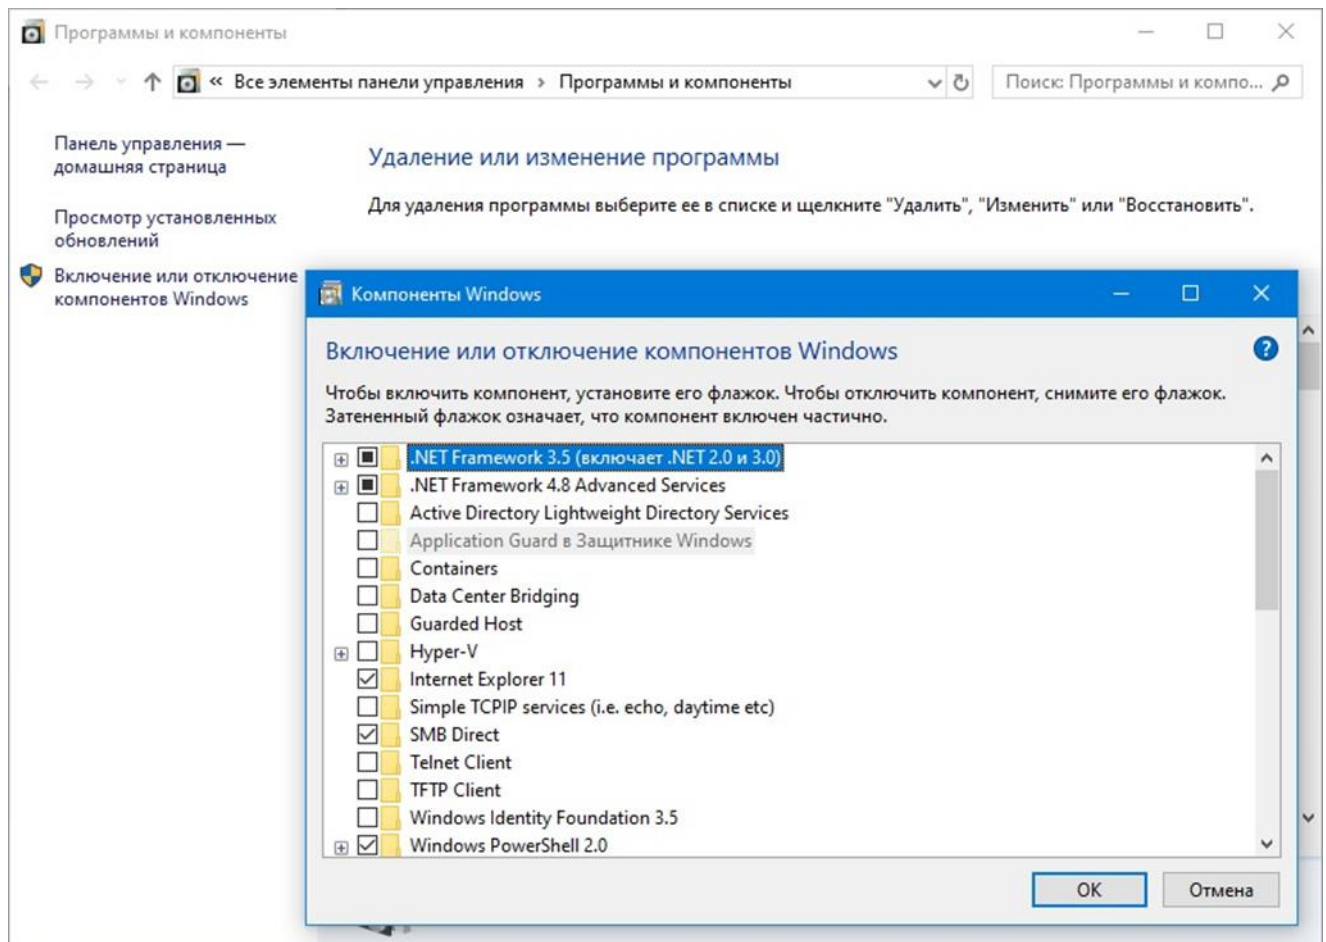 Программы и компоненты
« Все элементы панели управления › Программы и компоненты
Поиск: Программы и компо...
Панель управления —
домашняя страница
Просмотр установленных
обновлений
Включение или отключение
компонентов Windows
Удаление или изменение программы
Для удаления программы выберите ее в списке и щелкните "Удалить", "Изменить" или "Восстановить".
Компоненты Windows
Включение или отключение компонентов Windows
Чтобы включить компонент, установите его флажок. Чтобы отключить компонент, снимите его флажок.
Затененный флажок означает, что компонент включен частично.
.NET Framework 3.5 (включает .NET 2.0 и 3.0)
.NET Framework 4.8 Advanced Services
Active Directory Lightweight Directory Services
Application Guard в Защитнике Windows
Containers
Data Center Bridging
Guarded Host
Hyper-V
Internet Explorer 11
Simple TCPIP services (i.e. echo, daytime etc)
SMB Direct
Telnet Client
TFTP Client
Windows Identity Foundation 3.5
Windows PowerShell 2.0
OK
Отмена